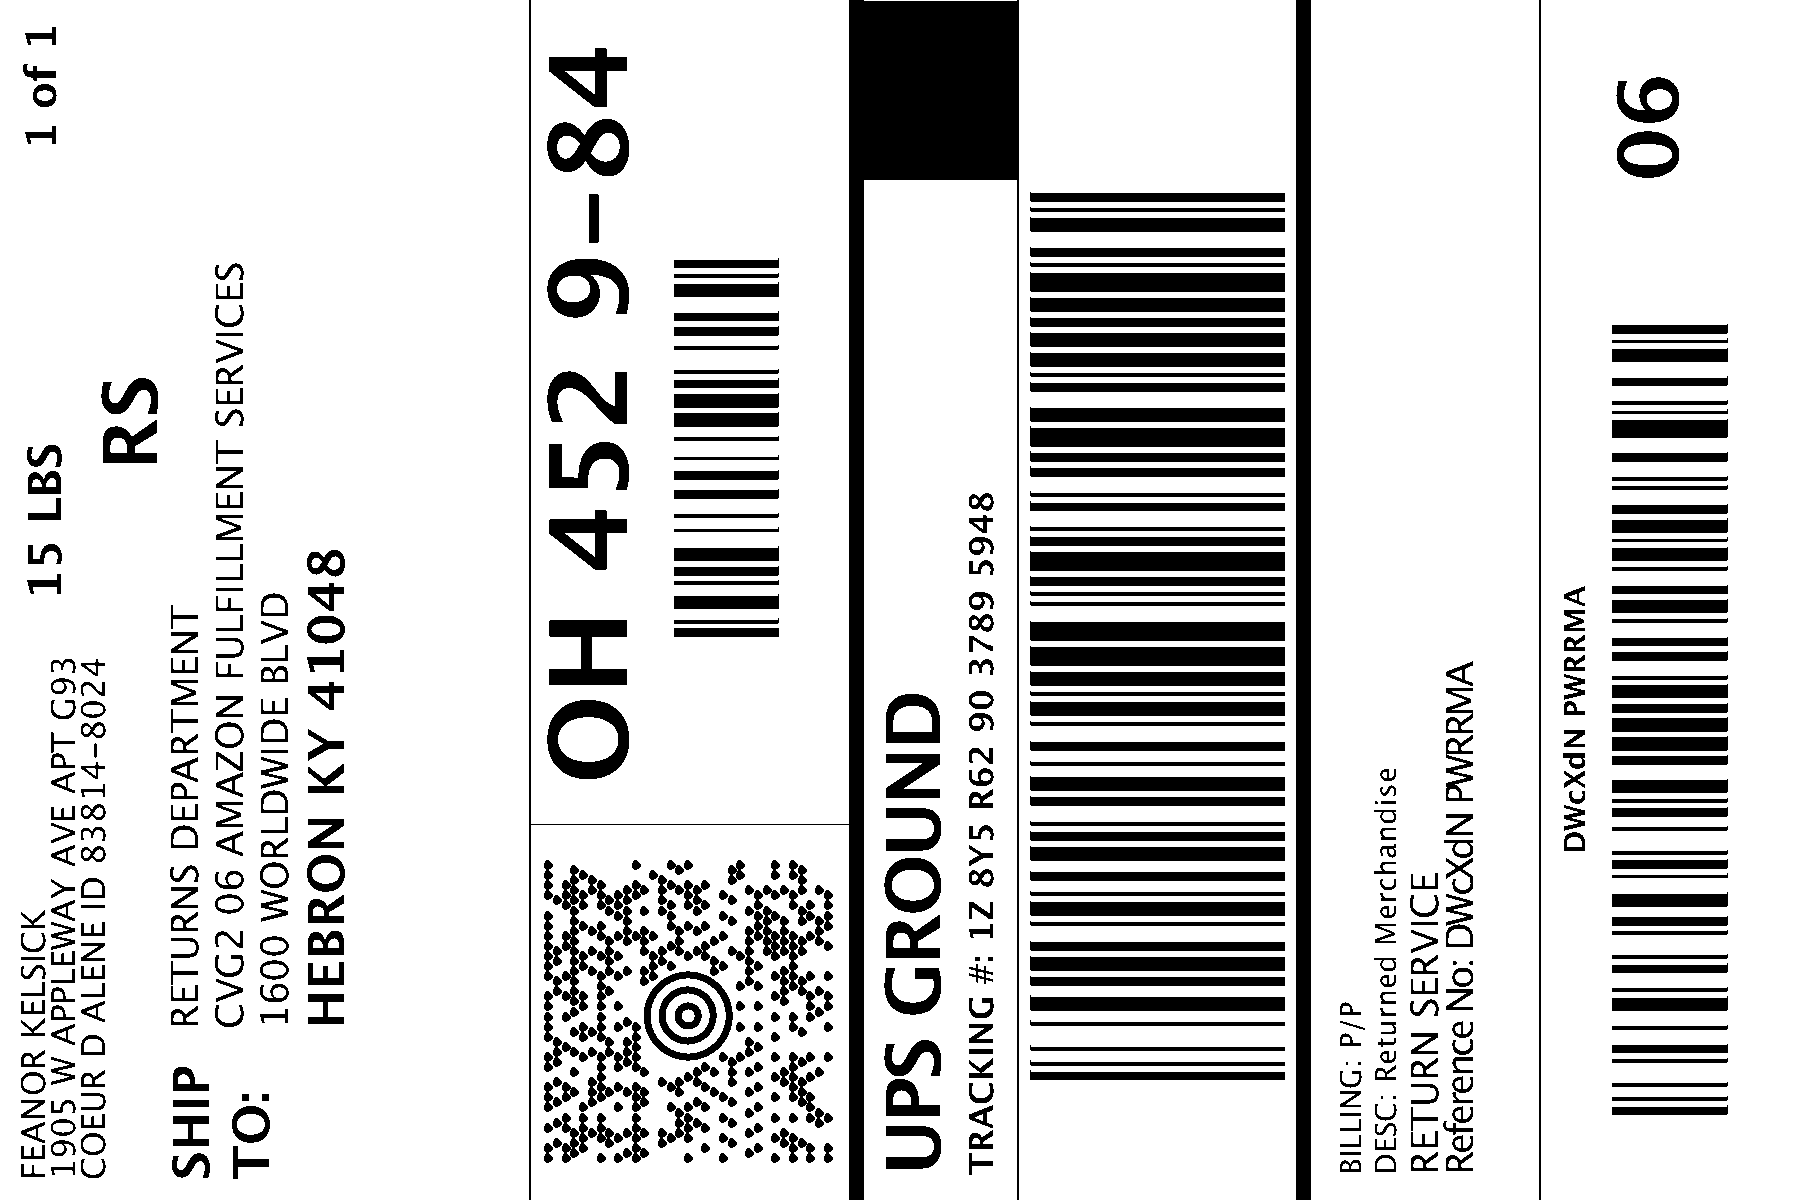 FEANOR KELSICK
1905 W APPLEWAY AVE APT G93
COEUR D ALENE ID 83814-8024
15 LBS
1 of 1
RS
SHIP TO:
RETURNS DEPARTMENT
CVG2 06 AMAZON FULFILLMENT SERVICES
1600 WORLDWIDE BLVD
HEBRON KY 41048
OH 452 9-84
UPS GROUND
TRACKING #: 1Z 8Y5 R62 90 3789 5948
BILLING: P/P
DESC: Returned Merchandise
RETURN SERVICE
Reference No: DWcXdN PWRRMA
DWcXdN PWRRMA
06